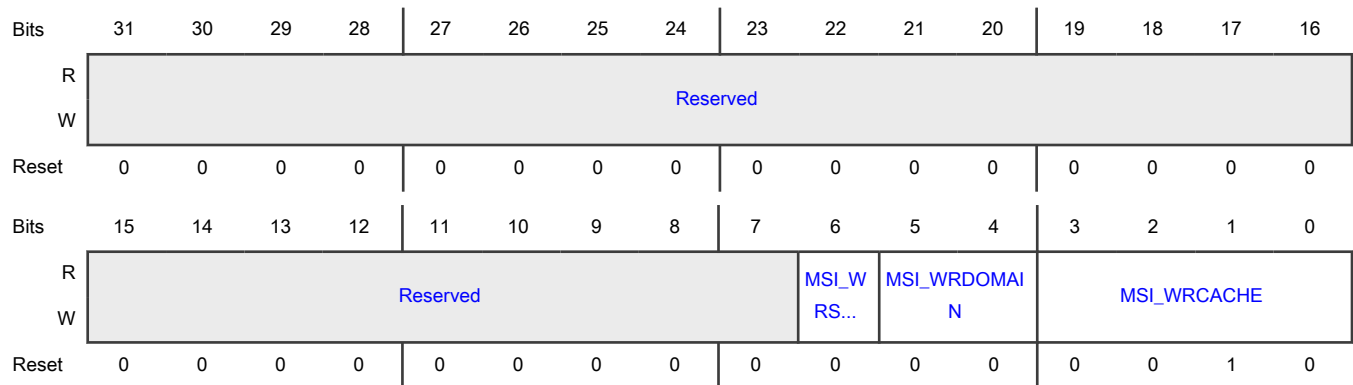 Bits 31 30 29 28 27 26 25 24 23 22 21 20 19 18 17 16
R
Reserved
W
Reset 0 0 0 0 0 0 0 0 0 0 0 0 0 0 0 0
Bits 15 14 13 12 11 10 9 8 7 6 5 4 3 2 1 0
R MSI_W MSI_WRDOMAI
Reserved MSI_WRCACHE
W RS... N
Reset 0 0 0 0 0 0 0 0 0 0 0 0 0 0 1 0